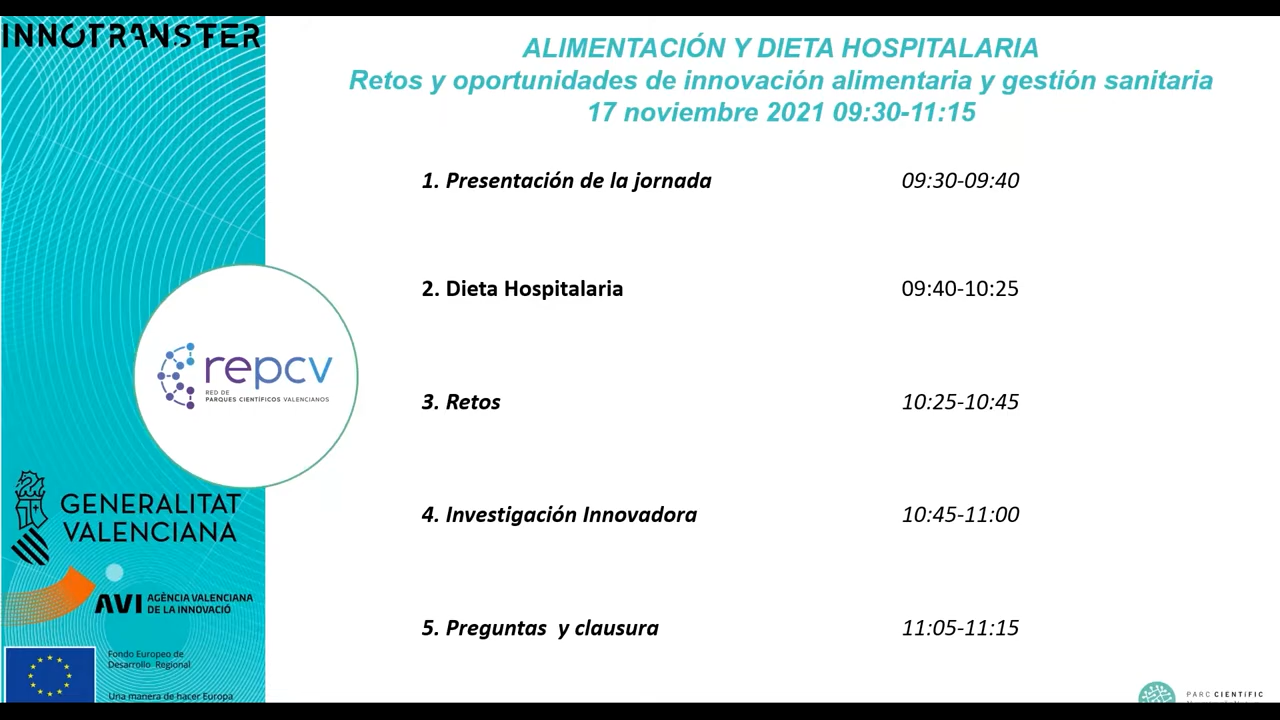 INNOTRANSFER
ALIMENTACIÓN Y DIETA HOSPITALARIA
Retos y oportunidades de innovación alimentaria y gestión sanitaria
17 noviembre 2021 09:30-11:15
1. Presentación de la jornada 09:30-09:40
2. Dieta Hospitalaria 09:40-10:25
3. Retos 10:25-10:45
4. Investigación Innovadora 10:45-11:00
5. Preguntas y clausura 11:05-11:15
repcv
RED DE
PARQUES CIENTÍFICOS VALENCIANOS
GENERALITAT
VALENCIANA
AVI AGÈNCIA VALENCIANA
DE LA INNOVACIÓ
Fondo Europeo de
Desarrollo Regional
Una manera de hacer Europa
PARC CIENTÍFIC